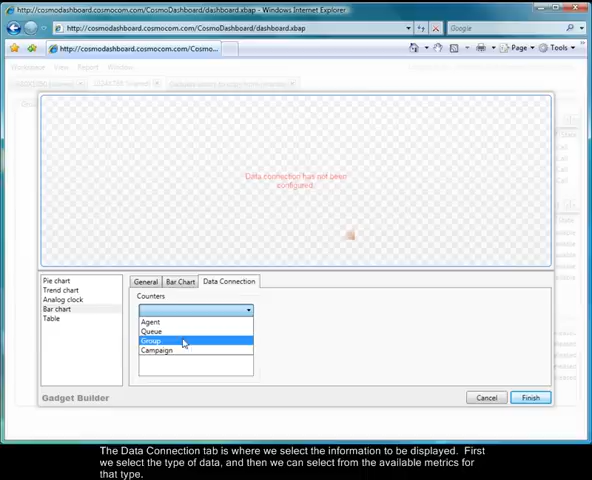 http://cosmodashboard.cosmocom.com/CosmoDashboard/dashboard.xbap - Windows Internet Explorer
http://cosmodashboard.cosmocom.com/CosmoDashboard/dashboard.xbap
Google
http://cosmodashboard.cosmocom.com/Cosmo...
Page
Tools
Workspace View Report Window
Data connection has not been
configured.
Pie chart
Trend chart
Analog clock
Bar chart
Table
General
Bar Chart
Data Connection
Counters
Agent
Queue
Group
Campaign
Gadget Builder
Cancel
Finish
The Data Connection tab is where we select the information to be displayed. First
we select the type of data, and then we can select from the available metrics for
that type.